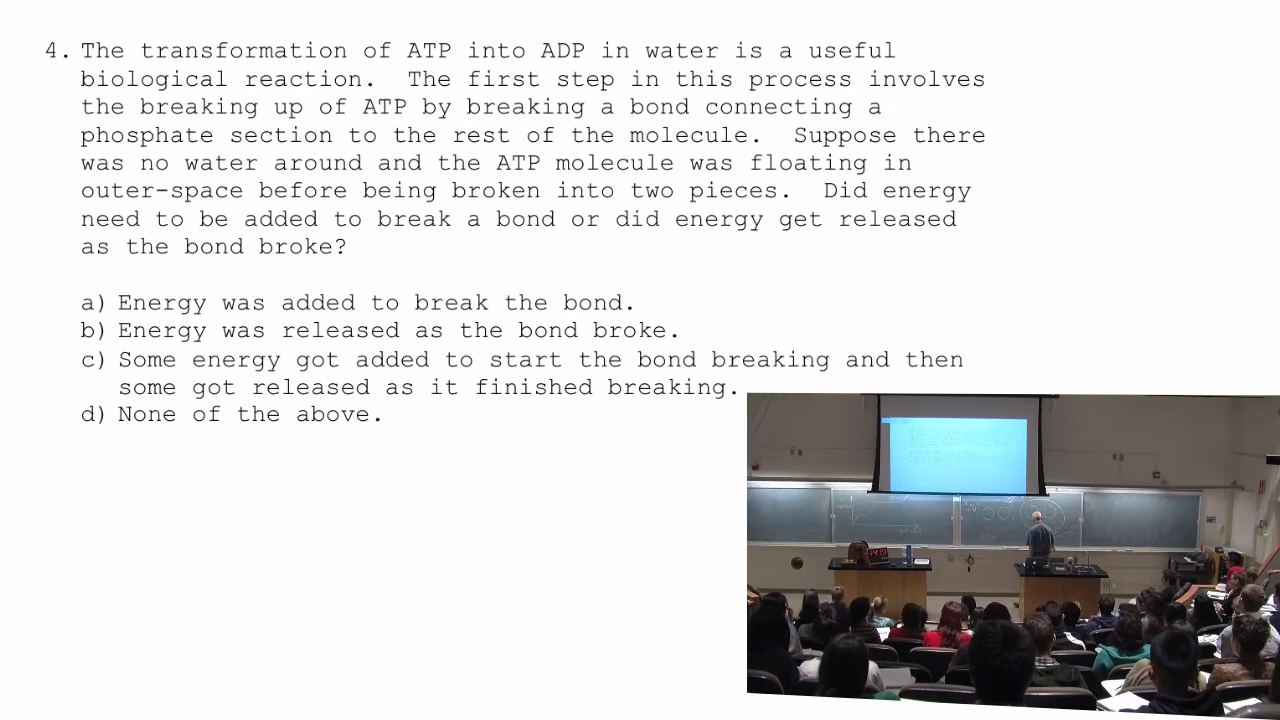 4. The transformation of ATP into ADP in water is a useful
biological reaction. The first step in this process involves
the breaking up of ATP by breaking a bond connecting a
phosphate section to the rest of the molecule. Suppose there
was no water around and the ATP molecule was floating in
outer-space before being broken into two pieces. Did energy
need to be added to break a bond or did energy get released
as the bond broke?
a) Energy was added to break the bond.
b) Energy was released as the bond broke.
c) Some energy got added to start the bond breaking and then
some got released as it finished breaking.
d) None of the above.